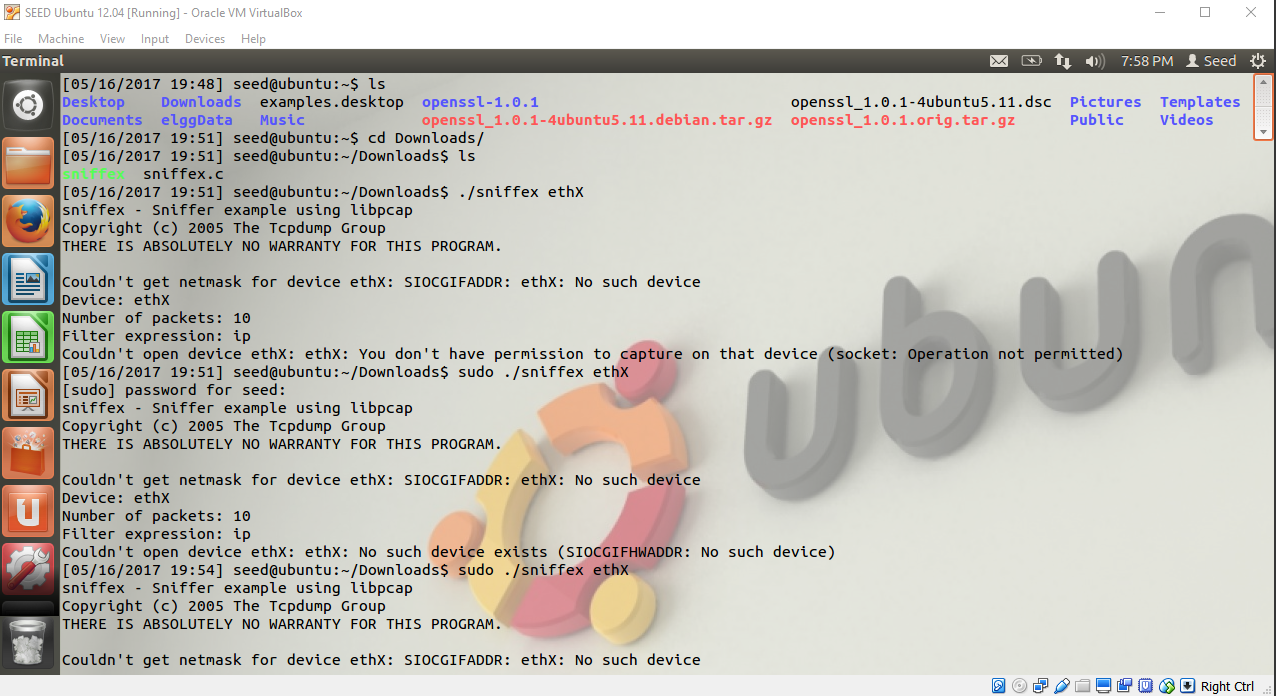 SEED Ubuntu 12.04 [Running] - Oracle VM VirtualBox
File Machine View Input Devices Help
Terminal 7:58 PM Seed
[05/16/2017 19:48] seed@ubuntu:~$ ls
Desktop Downloads examples.desktop openssl-1.0.1 openssl_1.0.1-4ubuntu5.11.dsc Pictures Templates
Documents elggData Music openssl_1.0.1-4ubuntu5.11.debian.tar.gz openssl_1.0.1.orig.tar.gz Public Videos
[05/16/2017 19:51] seed@ubuntu:~$ cd Downloads/
[05/16/2017 19:51] seed@ubuntu:~/Downloads$ ls
sniffex sniffex.c
[05/16/2017 19:51] seed@ubuntu:~/Downloads$ ./sniffex ethX
sniffex - Sniffer example using libpcap
Copyright (c) 2005 The Tcpdump Group
THERE IS ABSOLUTELY NO WARRANTY FOR THIS PROGRAM.
Couldn't get netmask for device ethX: SIOCGIFADDR: ethX: No such device
Device: ethX
Number of packets: 10
Filter expression: ip
Couldn't open device ethX: ethX: You don't have permission to capture on that device (socket: Operation not permitted)
[05/16/2017 19:51] seed@ubuntu:~/Downloads$ sudo ./sniffex ethX
[sudo] password for seed:
sniffex - Sniffer example using libpcap
Copyright (c) 2005 The Tcpdump Group
THERE IS ABSOLUTELY NO WARRANTY FOR THIS PROGRAM.
Couldn't get netmask for device ethX: SIOCGIFADDR: ethX: No such device
Device: ethX
Number of packets: 10
Filter expression: ip
Couldn't open device ethX: ethX: No such device exists (SIOCGIFHWADDR: No such device)
[05/16/2017 19:54] seed@ubuntu:~/Downloads$ sudo ./sniffex ethX
sniffex - Sniffer example using libpcap
Copyright (c) 2005 The Tcpdump Group
THERE IS ABSOLUTELY NO WARRANTY FOR THIS PROGRAM.
Couldn't get netmask for device ethX: SIOCGIFADDR: ethX: No such device
ubun
Right Ctrl